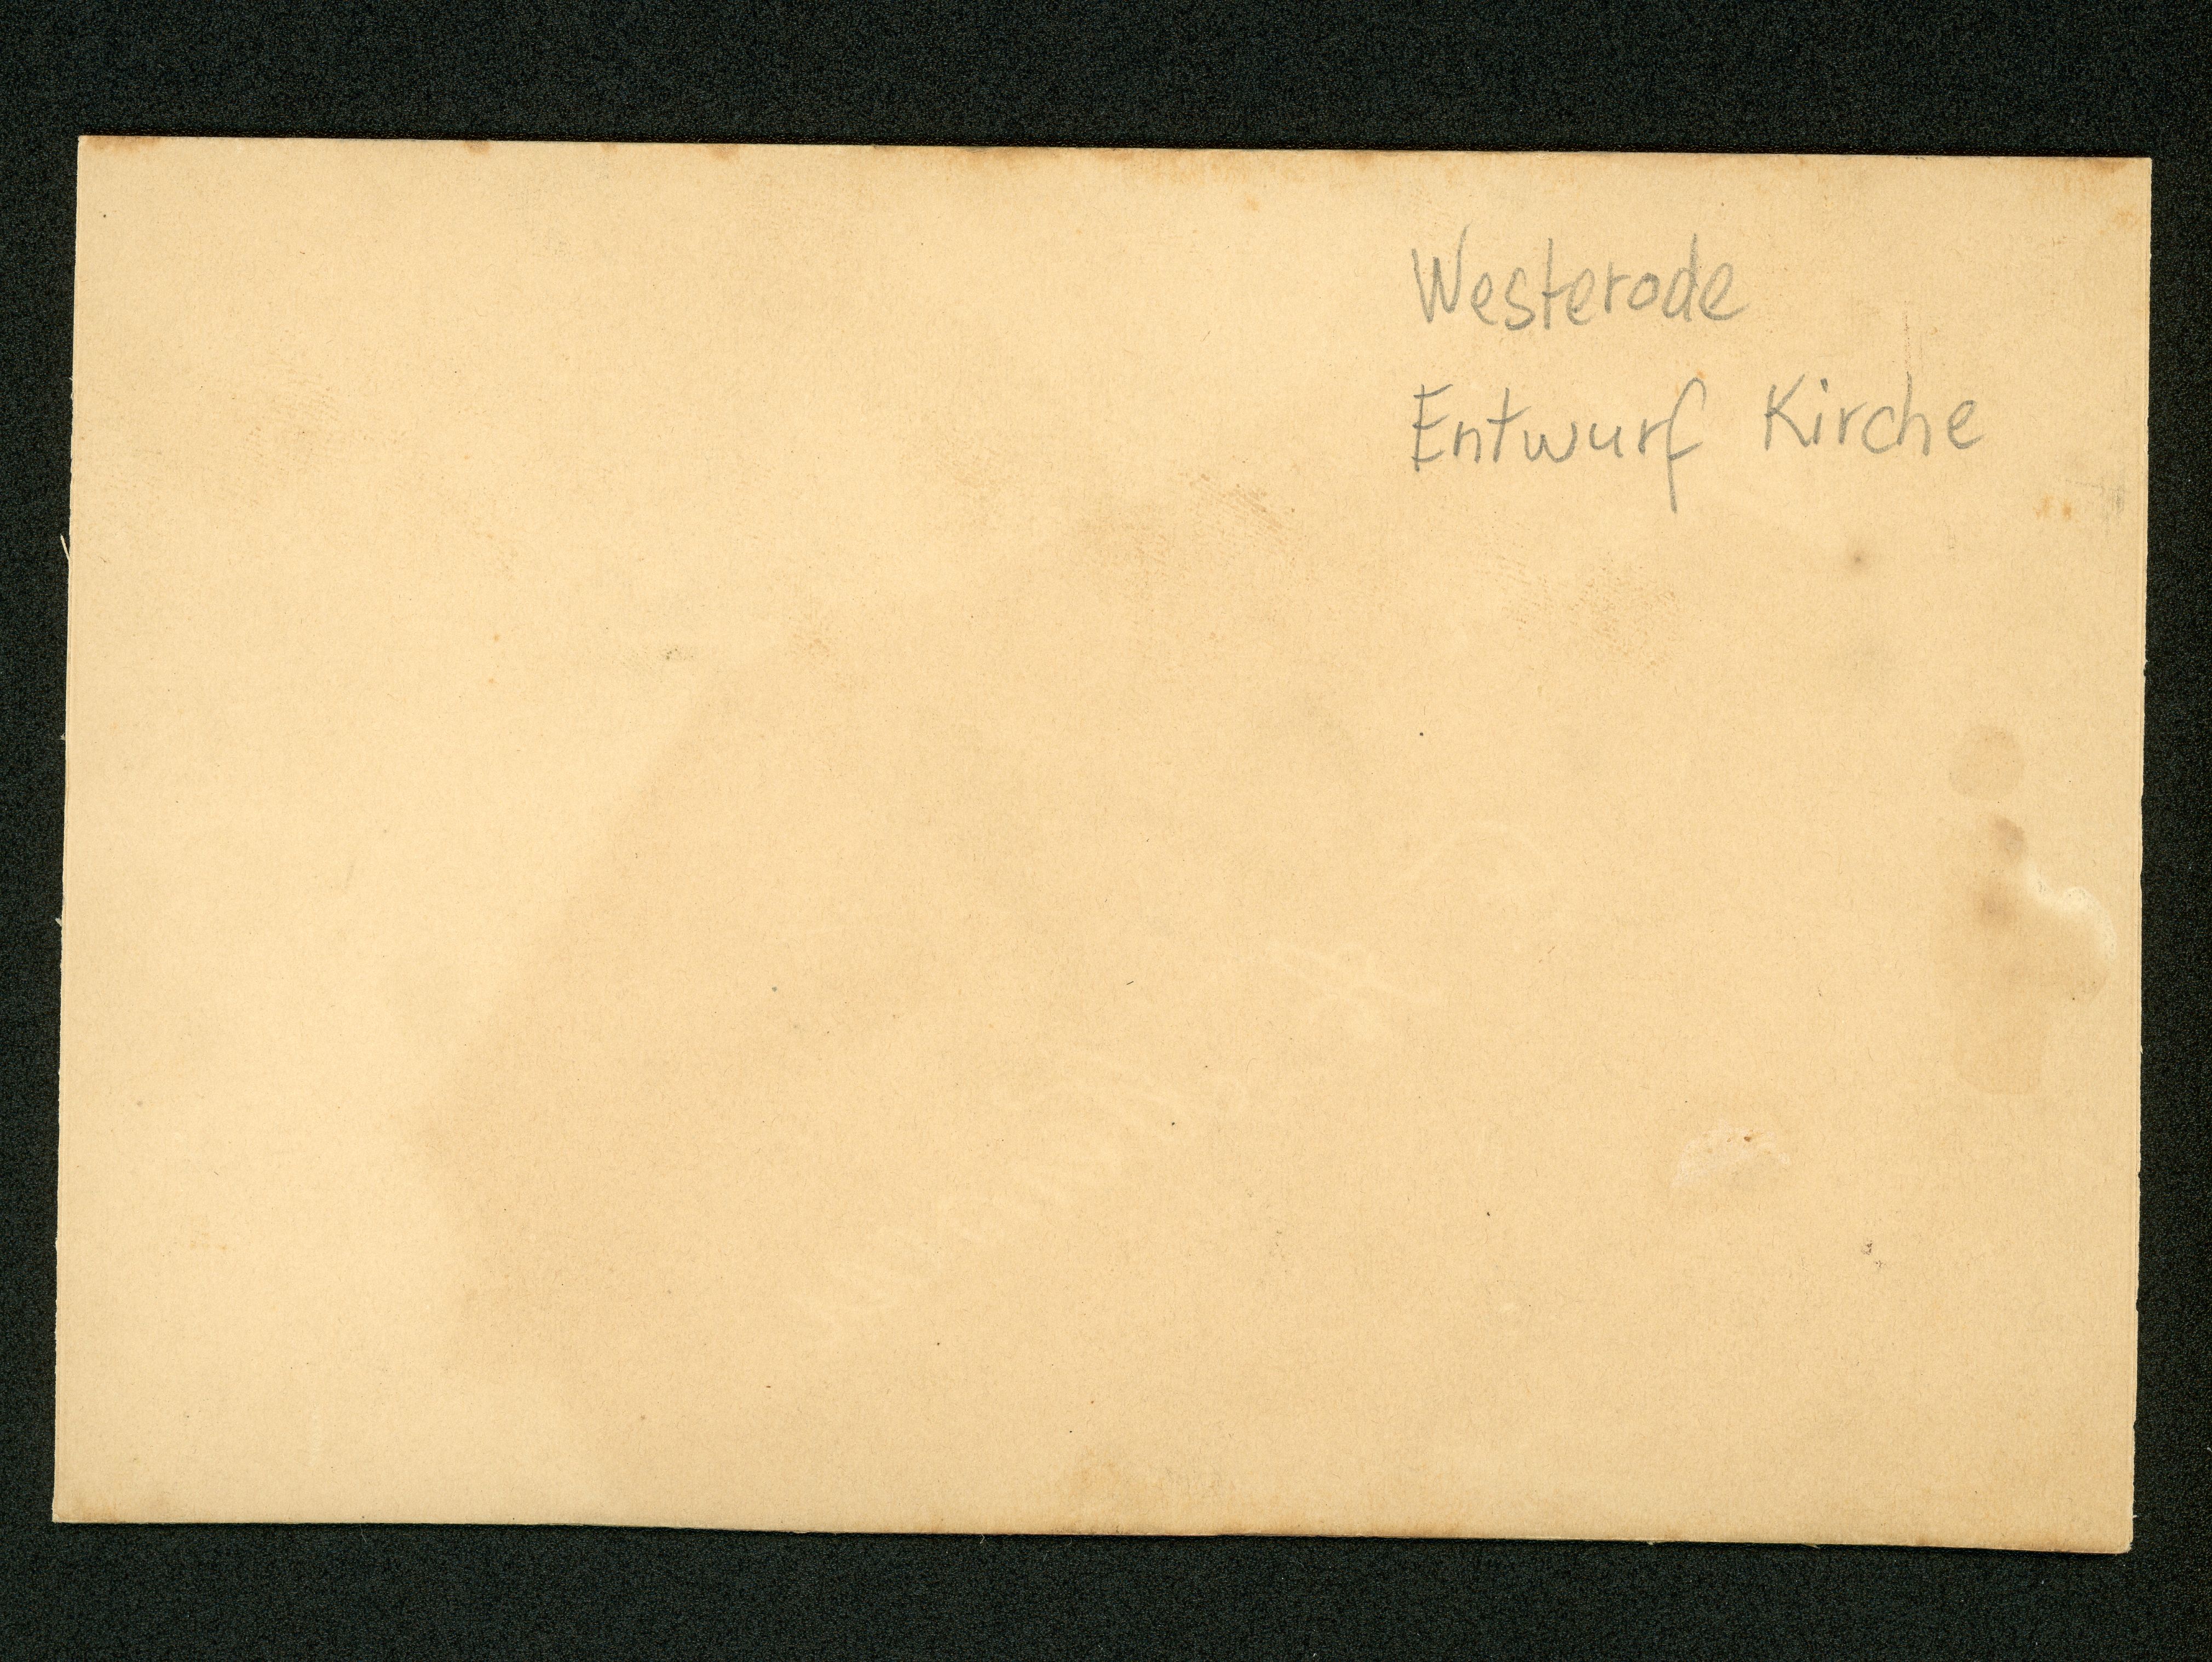 Westerode
Entwurf Kirche